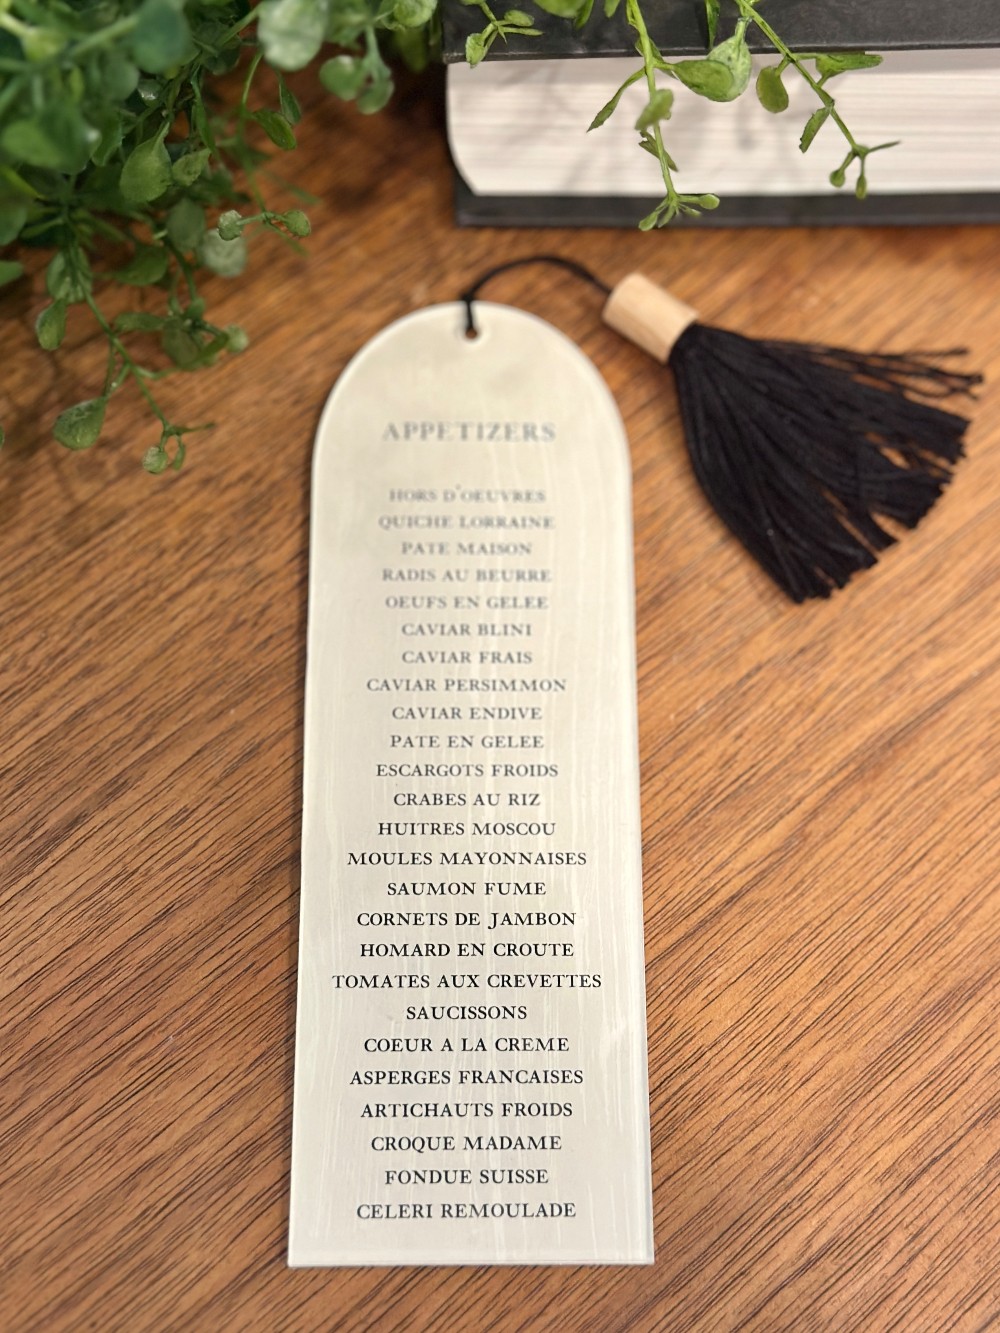 APPETIZERS
HORS D'OEUVRES
QUICHE LORRAINE
PATE MAISON
RADIS AU BEURRE
OEUFS EN GELEE
CAVIAR BLINI
CAVIAR FRAIS
CAVIAR PERSIMMON
CAVIAR ENDIVE
PATE EN GELEE
ESCARGOTS FROIDS
CRABES AU RIZ
HUITRES MOSCOU
MOULES MAYONNAISES
SAUMON FUME
CORNETS DE JAMBON
HOMARD EN CROUTE
TOMATES AUX CREVETTES
SAUCISSONS
COEUR A LA CREME
ASPERGES FRANCAISES
ARTICHAUTS FROIDS
CROQUE MADAME
FONDUE SUISSE
CELERI REMOULADE